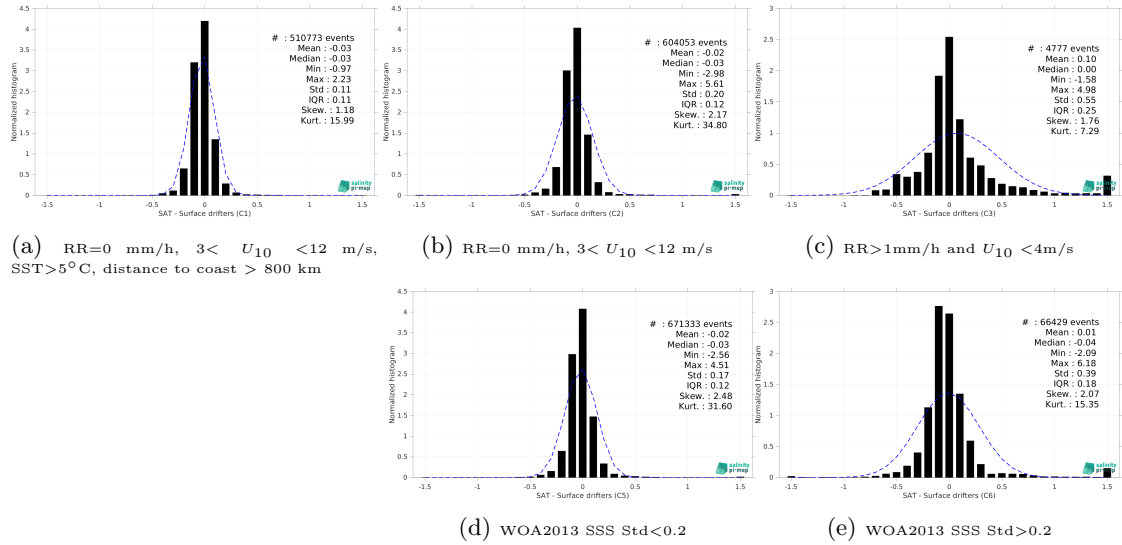 4.5
4
3.5
3
2.5
2
1.5
1
0.5
0
Normalized histogram
# : 510773 events
Mean : -0.03
Median : -0.03
Min : -0.97
Max : 2.23
Std : 0.11
IQR : 0.11
Skew. : 1.18
Kurt. : 15.99
salinity
pi-mep
-1.5 -1 -0.5 0 0.5 1 1.5
SAT - Surface drifters (C1)
(a) RR=0 mm/h, 3< U10 <12 m/s,
SST>5°C, distance to coast > 800 km
4.5
4
3.5
3
2.5
2
1.5
1
0.5
0
Normalized histogram
# : 604053 events
Mean : -0.02
Median : -0.03
Min : -2.98
Max : 5.61
Std : 0.20
IQR : 0.12
Skew. : 2.17
Kurt. : 34.80
salinity
pi-mep
-1.5 -1 -0.5 0 0.5 1 1.5
SAT - Surface drifters (C2)
(b) RR=0 mm/h, 3< U10 <12 m/s
3
2.5
2
1.5
1
0.5
0
Normalized histogram
# : 4777 events
Mean : 0.10
Median : 0.00
Min : -1.58
Max : 4.98
Std : 0.55
IQR : 0.25
Skew. : 1.76
Kurt. : 7.29
salinity
pi-mep
-1.5 -1 -0.5 0 0.5 1 1.5
SAT - Surface drifters (C3)
(c) RR>1mm/h and U10 <4m/s
4.5
4
3.5
3
2.5
2
1.5
1
0.5
0
Normalized histogram
# : 671333 events
Mean : -0.02
Median : -0.03
Min : -2.56
Max : 4.51
Std : 0.17
IQR : 0.12
Skew. : 2.48
Kurt. : 31.60
salinity
pi-mep
-1.5 -1 -0.5 0 0.5 1 1.5
SAT - Surface drifters (C5)
(d) WOA2013 SSS Std<0.2
3
2.5
2
1.5
1
0.5
0
Normalized histogram
# : 66429 events
Mean : 0.01
Median : -0.04
Min : -2.09
Max : 6.18
Std : 0.39
IQR : 0.18
Skew. : 2.07
Kurt. : 15.35
salinity
pi-mep
-1.5 -1 -0.5 0 0.5 1 1.5
SAT - Surface drifters (C6)
(e) WOA2013 SSS Std>0.2